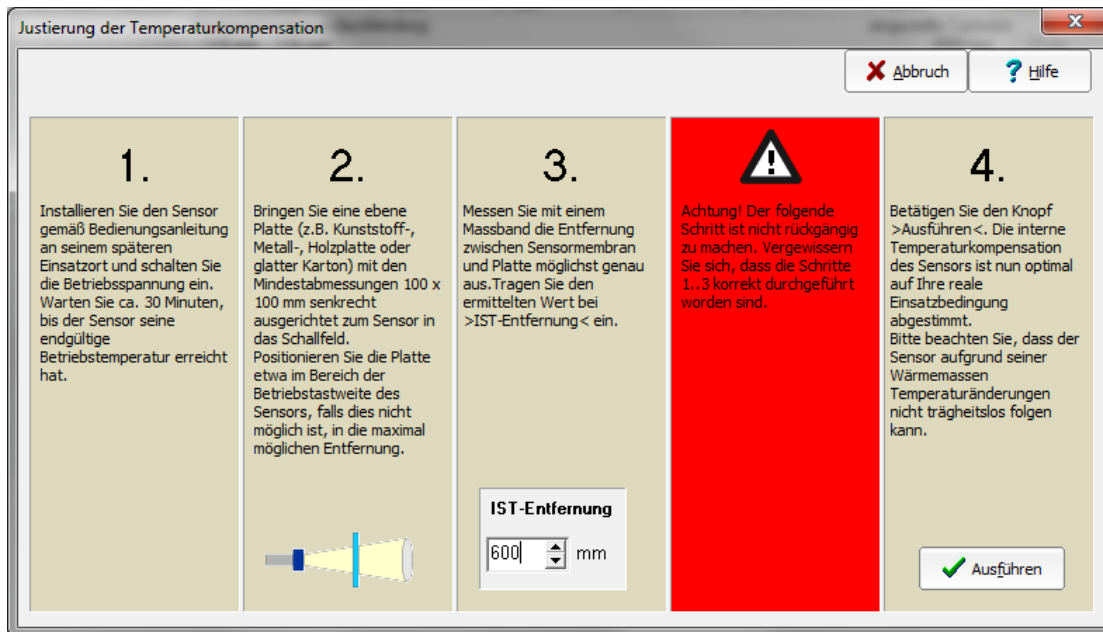 Justierung der Temperaturkompensation
Abbruch
Hilfe
1.
Installieren Sie den Sensor
gemäß Bedienungsanleitung
an seinem späteren
Einsatzort und schalten Sie
die Betriebsspannung ein.
Warten Sie ca. 30 Minuten,
bis der Sensor seine
endgültige
Betriebstemperatur erreicht
hat.
2.
Bringen Sie eine ebene
Platte (z.B. Kunststoff-,
Metall-, Holzplatte oder
glatter Karton) mit den
Mindestabmessungen 100 x
100 mm senkrecht
ausgerichtet zum Sensor in
das Schallfeld.
Positionieren Sie die Platte
etwa im Bereich der
Betriebstastweite des
Sensors, falls dies nicht
möglich ist, in die maximal
möglichen Entfernung.
3.
Messen Sie mit einem
Massband die Entfernung
zwischen Sensormembran
und Platte möglichst genau
aus.Tragen Sie den
ermittelten Wert bei
>IST-Entfernung< ein.
IST-Entfernung
600 mm
Achtung! Der folgende
Schritt ist nicht rückgängig
zu machen. Vergewissern
Sie sich, dass die Schritte
1..3 korrekt durchgeführt
worden sind.
4.
Betätigen Sie den Knopf
>Ausführen<. Die interne
Temperaturkompensation
des Sensors ist nun optimal
auf Ihre reale
Einsatzbedingung
abgestimmt.
Bitte beachten Sie, dass der
Sensor aufgrund seiner
Wärmemassen
Temperaturänderungen
nicht trägheitslos folgen
kann.
Ausführen